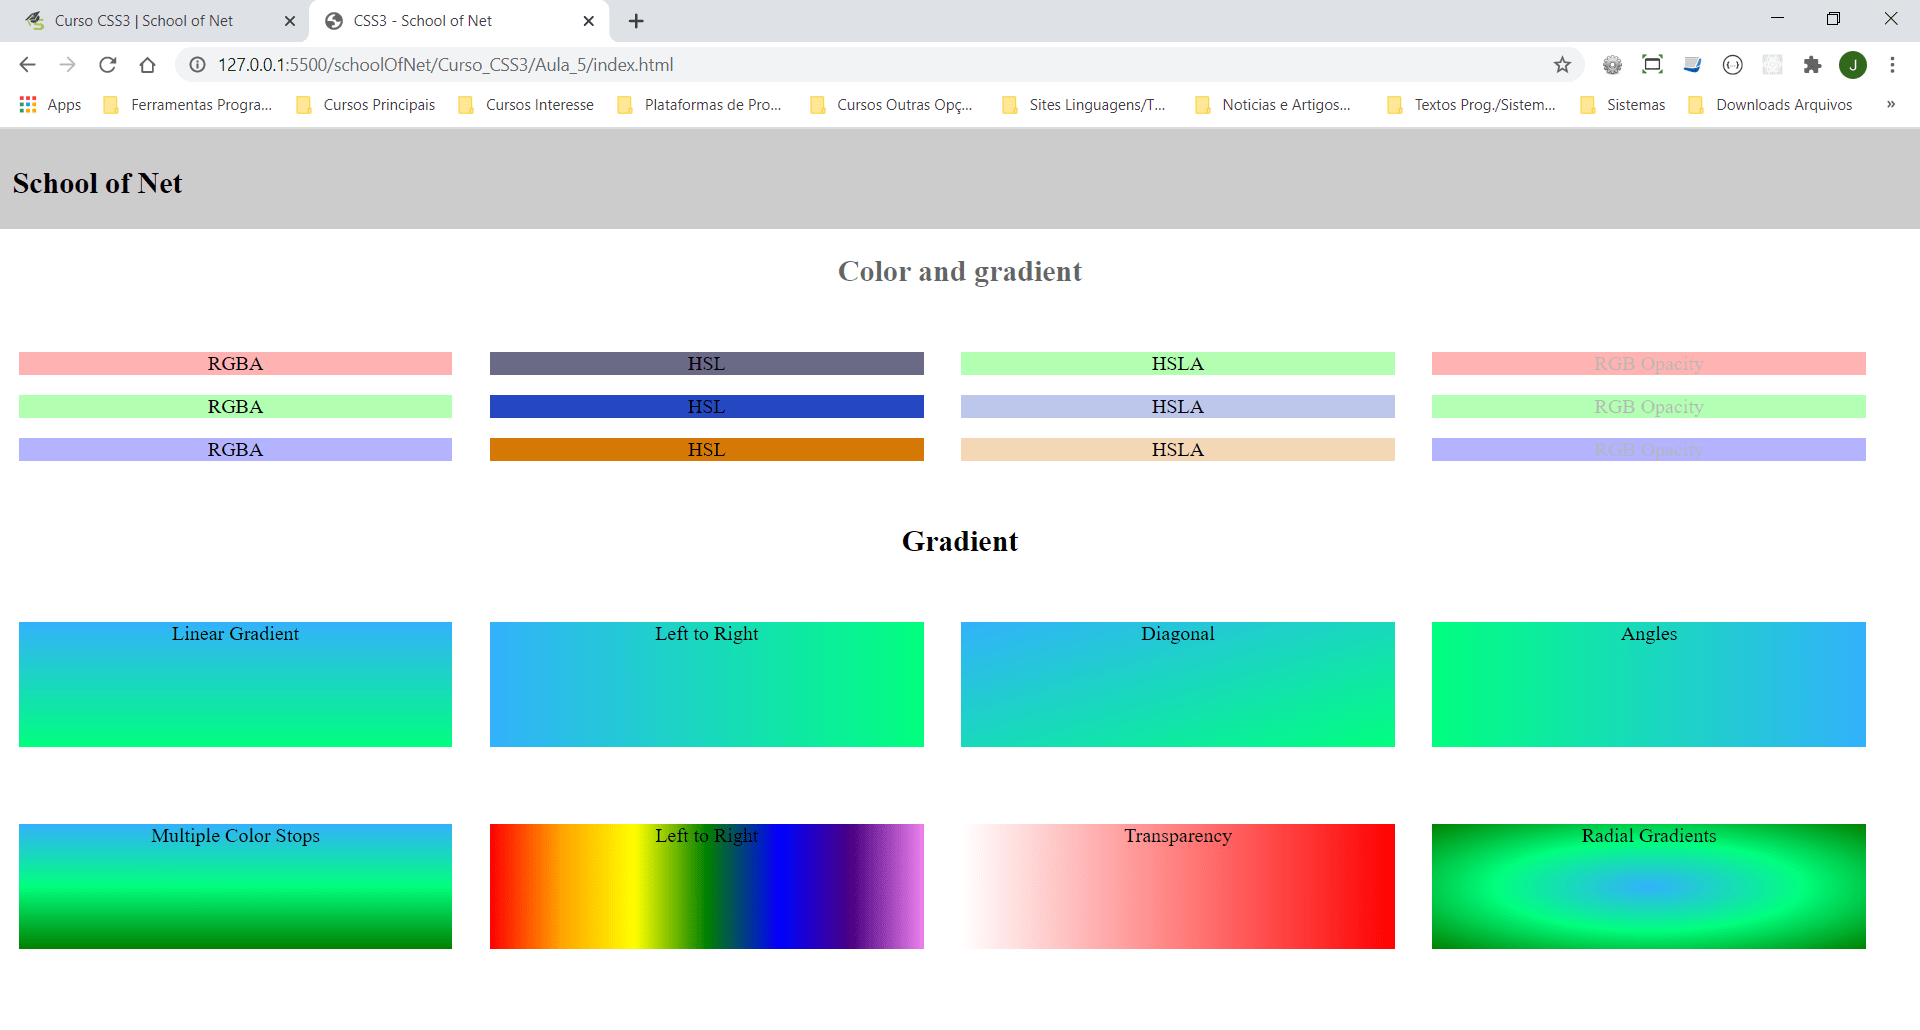 Curso CSS3 | School of Net
CSS3 - School of Net
127.0.0.1:5500/schoolOfNet/Curso_CSS3/Aula_5/index.html
J
Apps
Ferramentas Progra...
Cursos Principais
Cursos Interesse
Plataformas de Pro...
Cursos Outras Opç...
Sites Linguagens/T...
Noticias e Artigos...
Textos Prog./Sistem...
Sistemas
Downloads Arquivos
»
School of Net
Color and gradient
RGBA HSL HSLA RGB Opacity
RGBA HSL HSLA RGB Opacity
RGBA HSL HSLA RGB Opacity
Gradient
Linear Gradient Left to Right Diagonal Angles
Multiple Color Stops Left to Right Transparency Radial Gradients